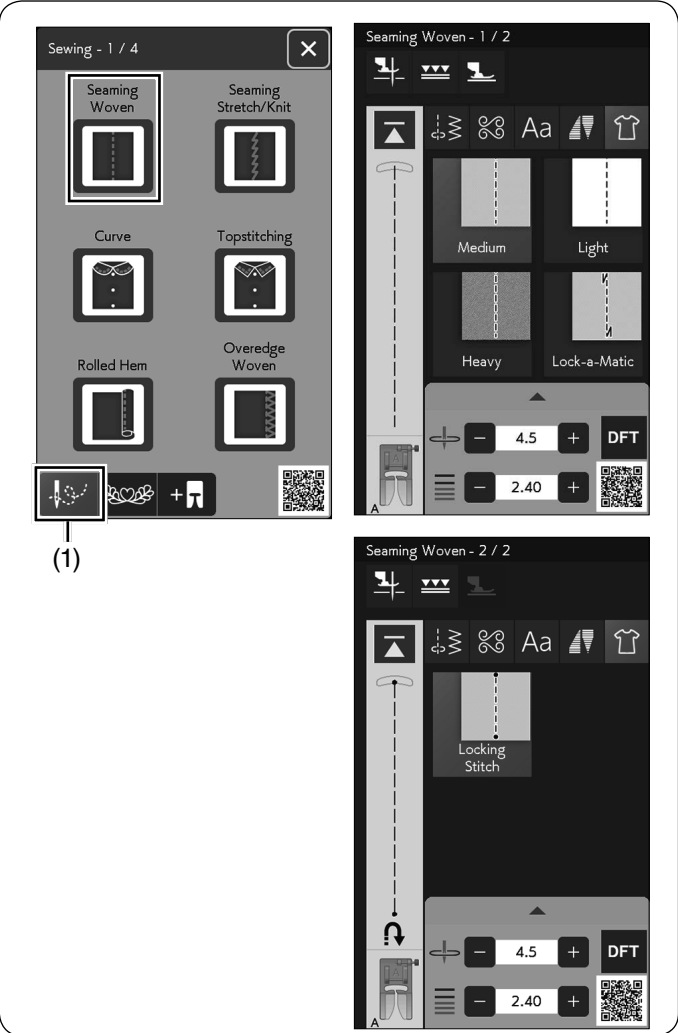 Sewing - 1 / 4
Seaming
Woven
Seaming
Stretch/Knit
Curve
Topstitching
Rolled Hem
Overedge
Woven
(1)
Seaming Woven - 1 / 2
Aa
Medium
Light
Heavy
Lock-a-Matic
4.5
DFT
2.40
A
Seaming Woven - 2 / 2
Aa
Locking
Stitch
4.5
DFT
2.40
A